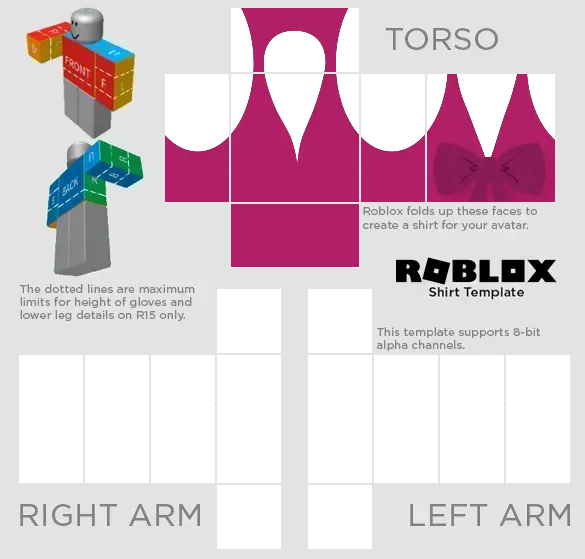 TORSO
FRONT
F
L
U
BACK
R
B
Roblox folds up these faces to
create a shirt for your avatar.
ROBLOX
Shirt Template
The dotted lines are maximum
limits for height of gloves and
lower leg details on R15 only.
This template supports 8-bit
alpha channels.
RIGHT ARM
LEFT ARM